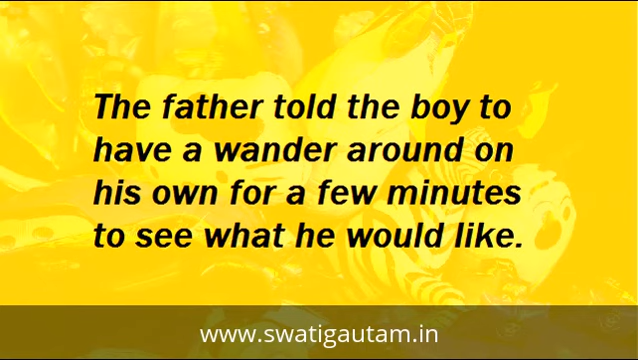 The father told the boy to
have a wander around on
his own for a few minutes
to see what he would like.
www.swatigautam.in